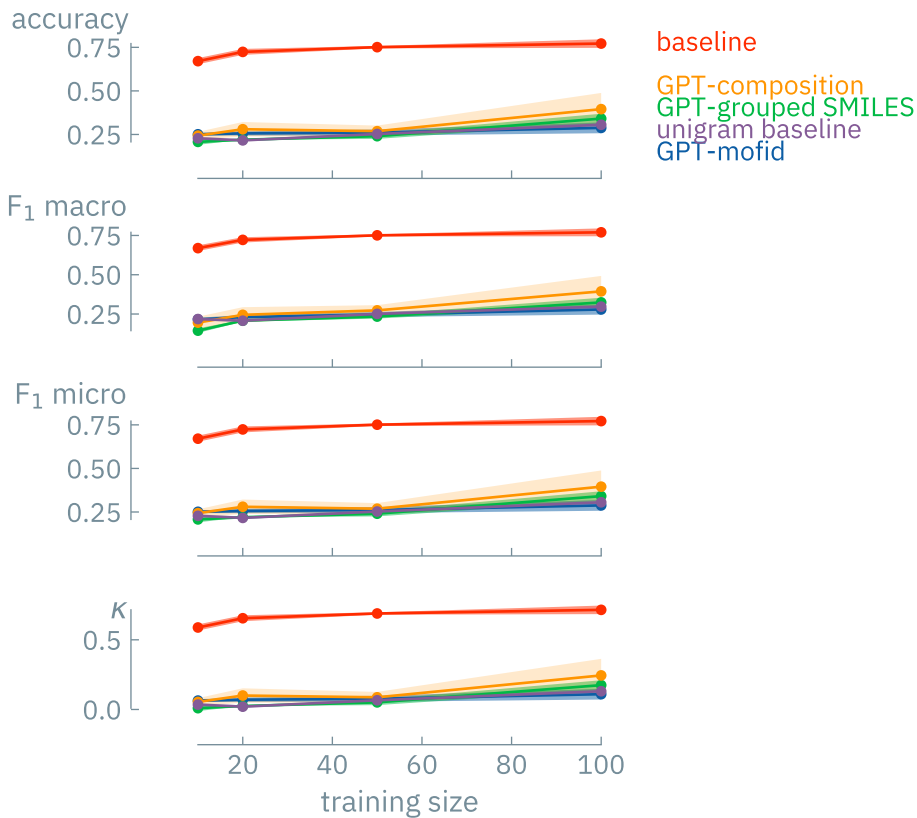 accuracy
0.75
0.50
0.25
baseline
GPT-composition
GPT-grouped SMILES
unigram baseline
GPT-mofid
F₁ macro
0.75
0.50
0.25
F₁ micro
0.75
0.50
0.25
κ
0.5
0.0
20 40 60 80 100
training size